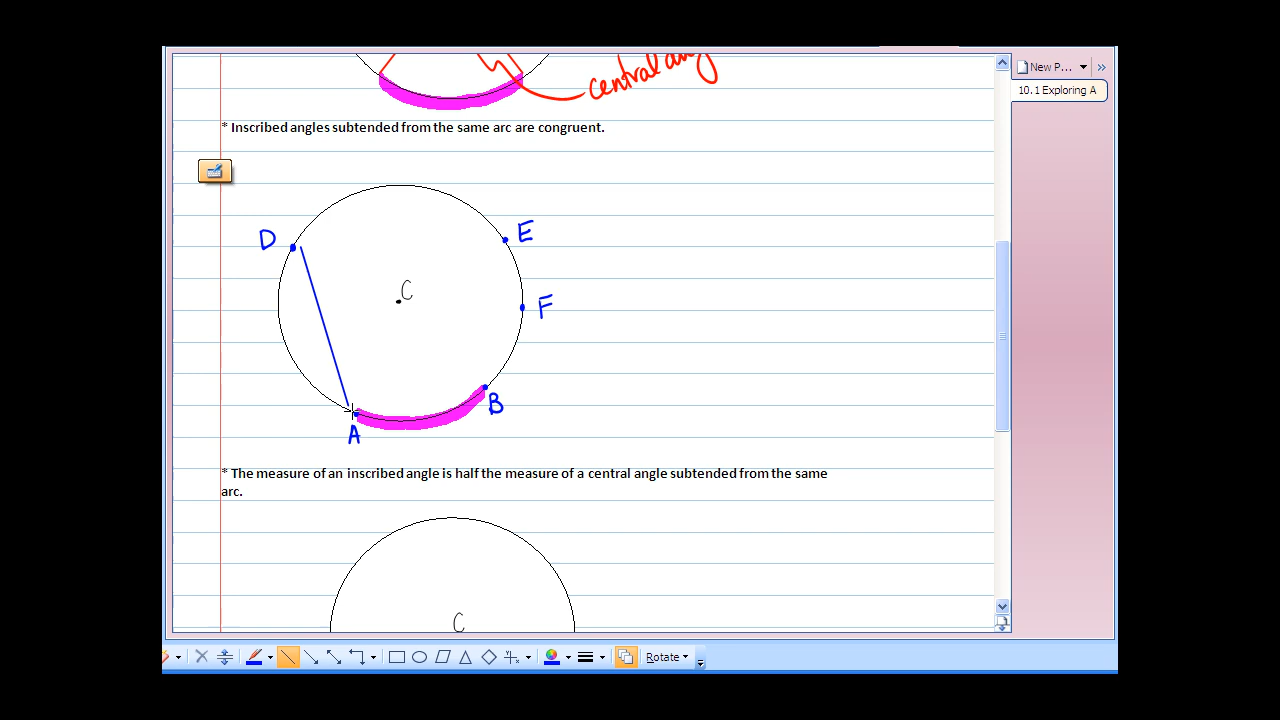 central ang
New P...
10.1 Exploring A
* Inscribed angles subtended from the same arc are congruent.
D
E
C
F
B
A
* The measure of an inscribed angle is half the measure of a central angle subtended from the same
arc.
C
Rotate